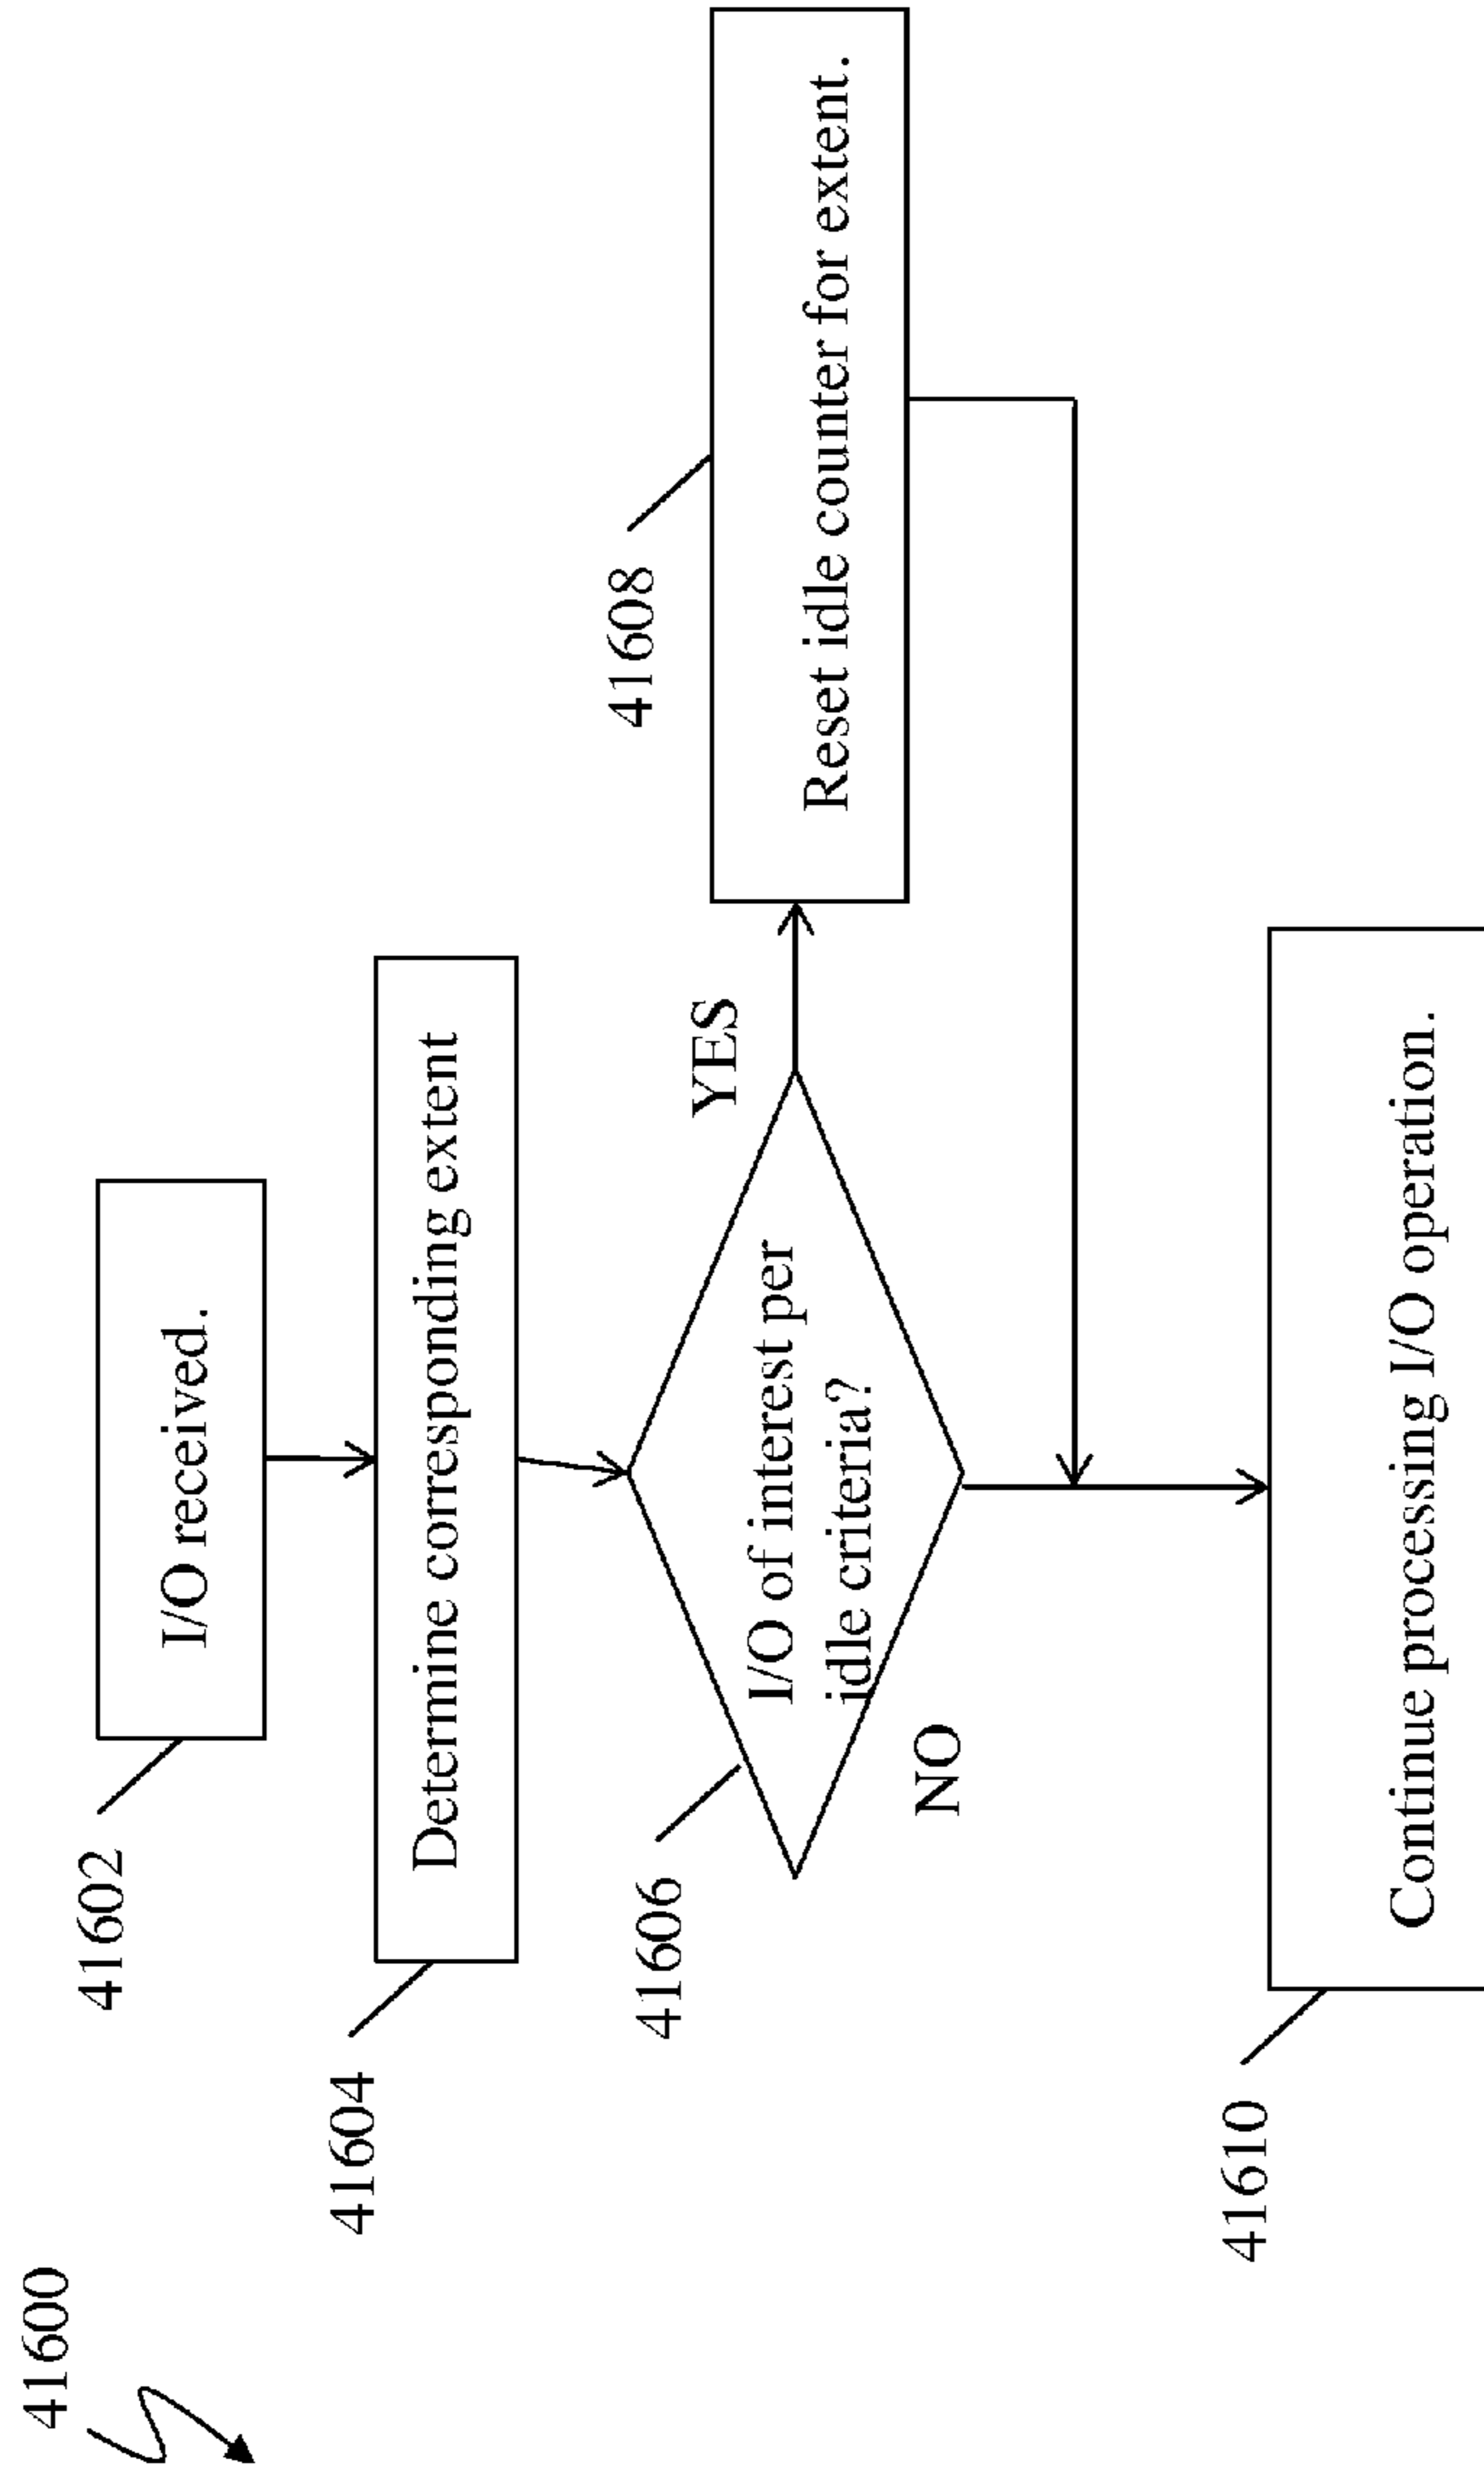 41600
41602
I/O received.
41604
Determine corresponding extent
41606
I/O of interest per
idle criteria?
YES
NO
41608
Reset idle counter for extent.
41610
Continue processing I/O operation.